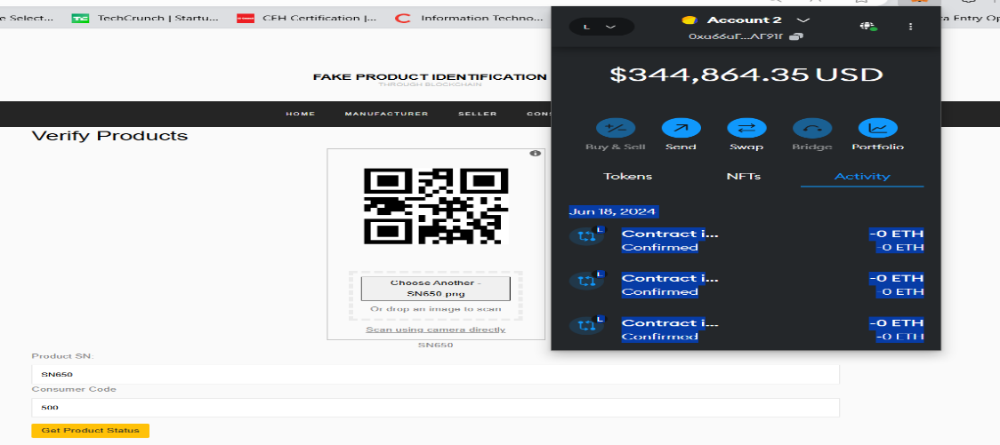 e Select...
TechCrunch | Startu...
CEH Certification |...
Information Techno...
ta Entry Op
L
Account 2
0xa66aF...AF91f
$344,864.35 USD
Buy & Sell
Send
Swap
Bridge
Portfolio
Tokens
NFTs
Activity
Jun 18, 2024
L
Contract i...
-0 ETH
Confirmed
-0 ETH
L
Contract i...
-0 ETH
Confirmed
-0 ETH
L
Contract i...
-0 ETH
Confirmed
-0 ETH
FAKE PRODUCT IDENTIFICATION
THROUGH BLOCKCHAIN
HOME
MANUFACTURER
SELLER
CONS
Verify Products
Choose Another -
SN650 png
Or drop an image to scan
Scan using camera directly
SN650
Product SN:
SN650
Consumer Code
500
Get Product Status